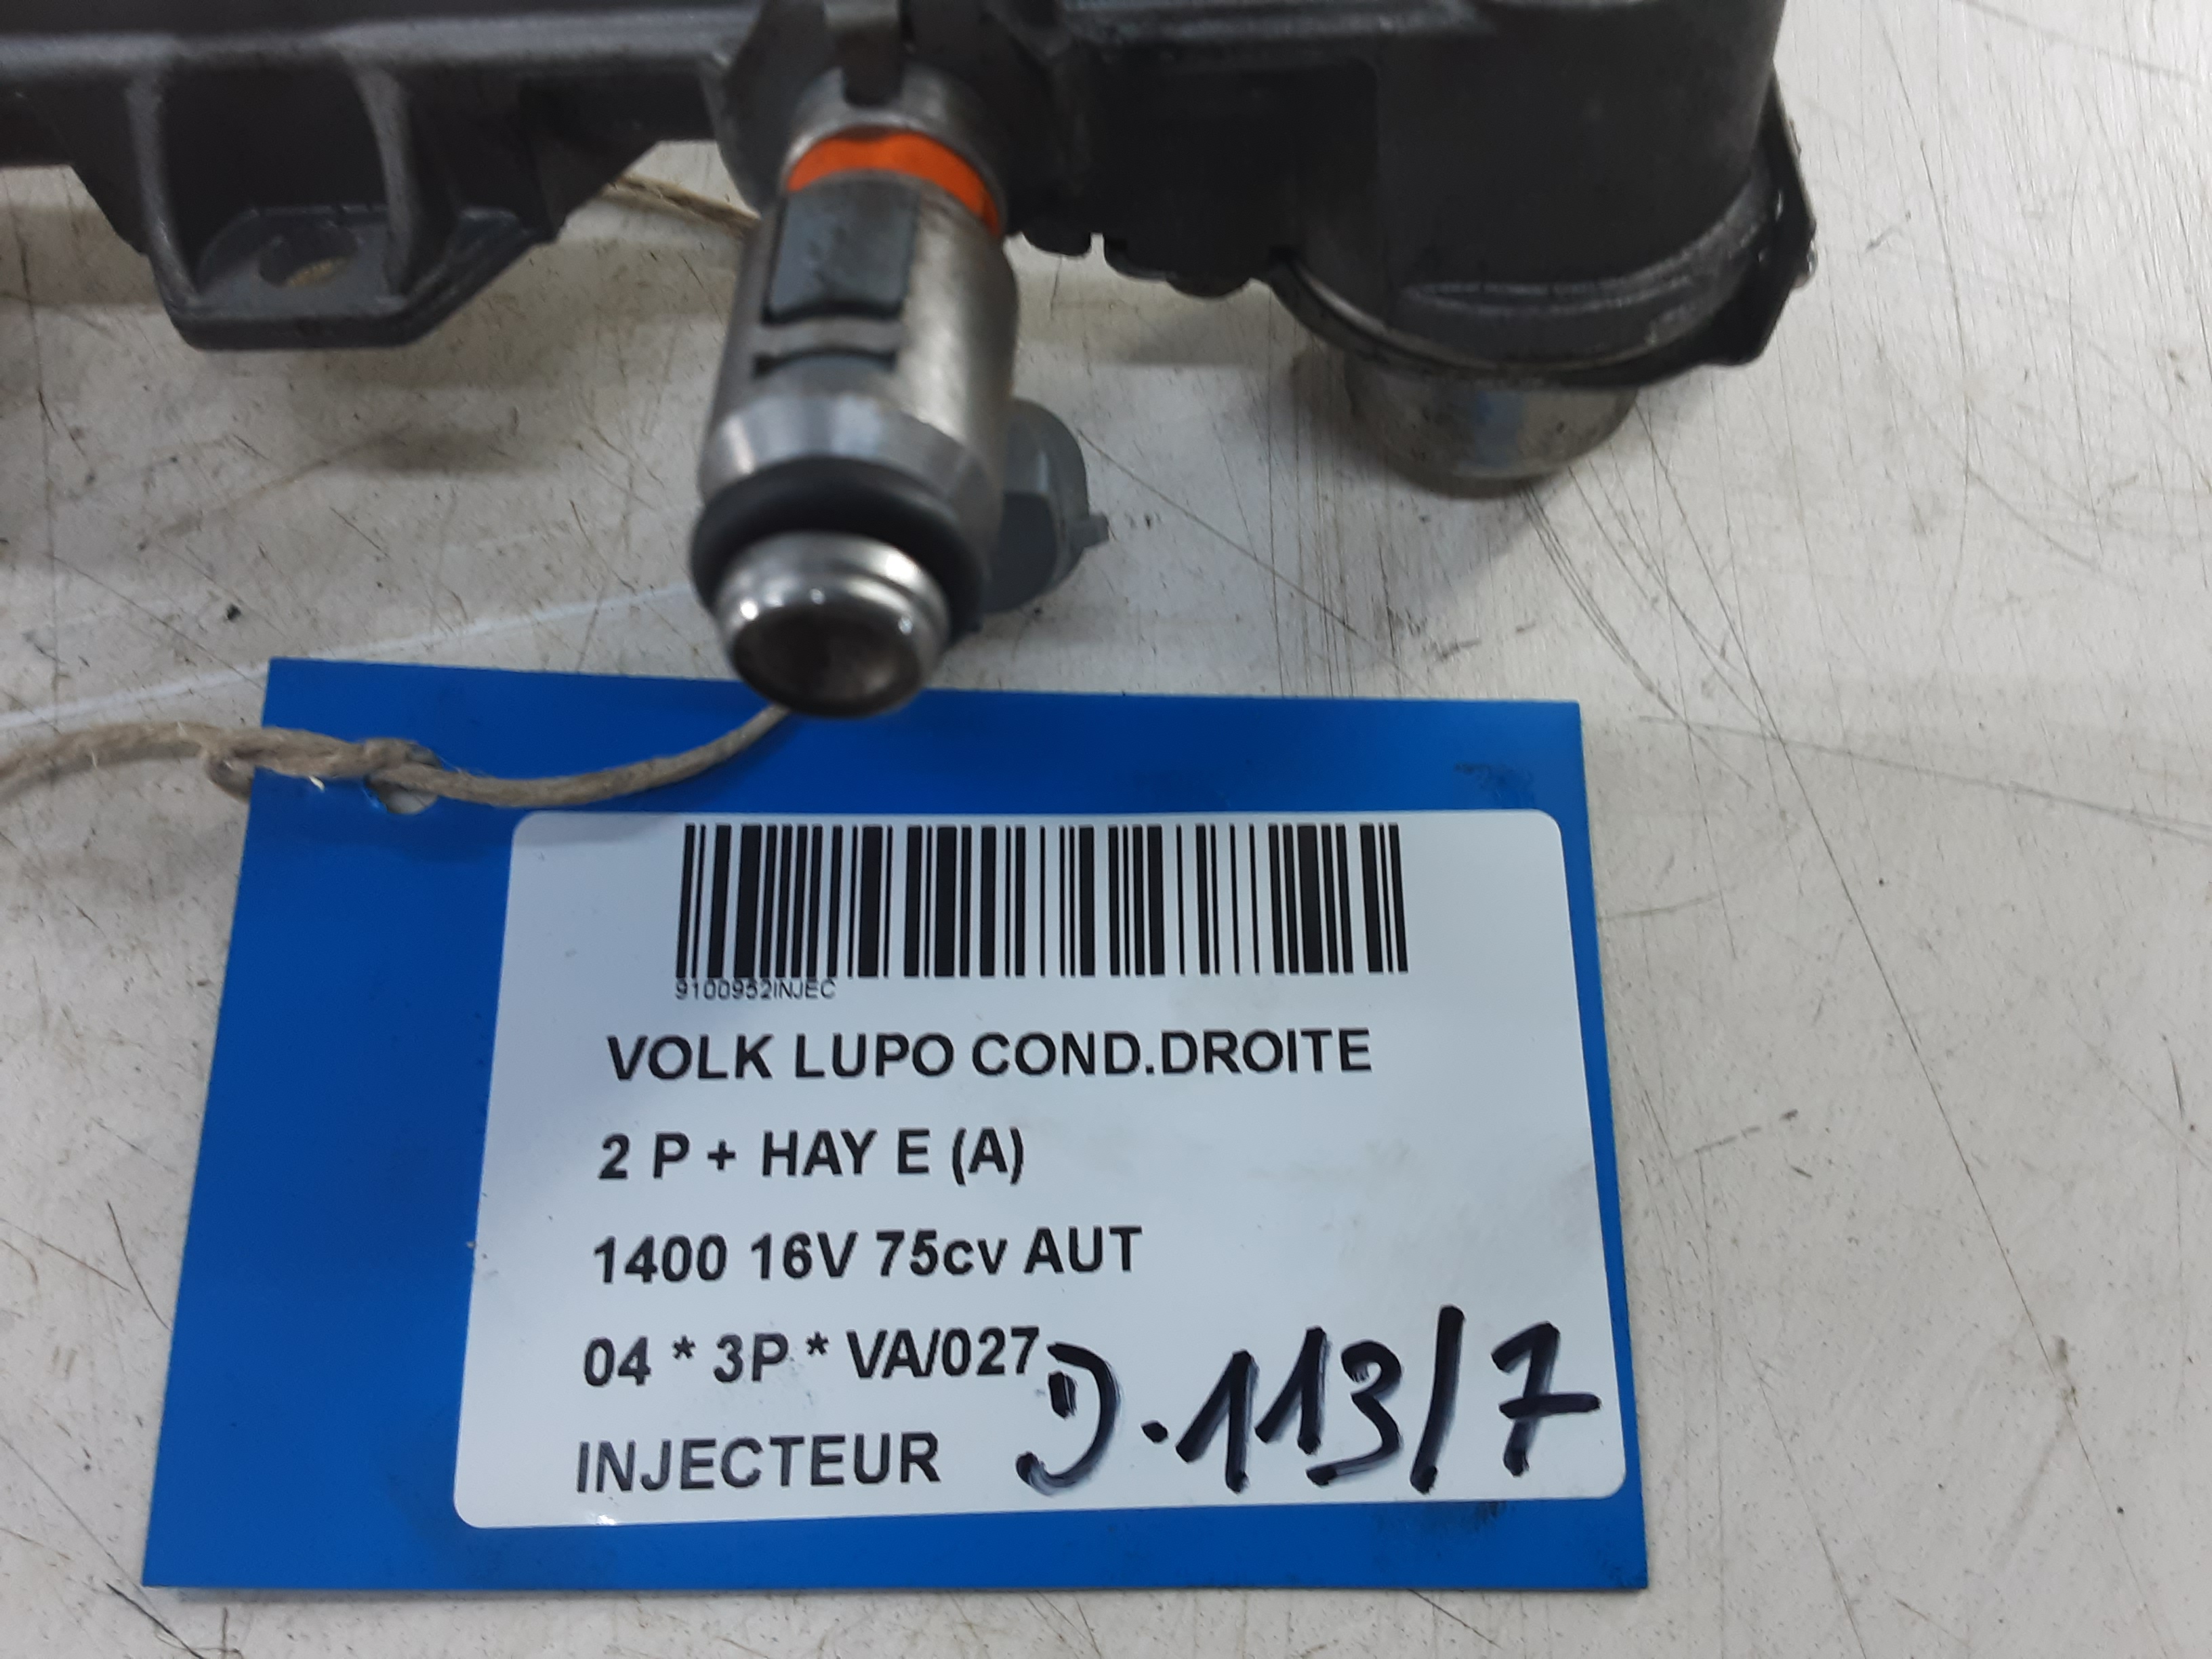 9100952INJEC
VOLK LUPO COND.DROITE
2 P + HAY E (A)
1400 16V 75cv AUT
04 * 3P * VA/027
INJECTEUR D.113/7